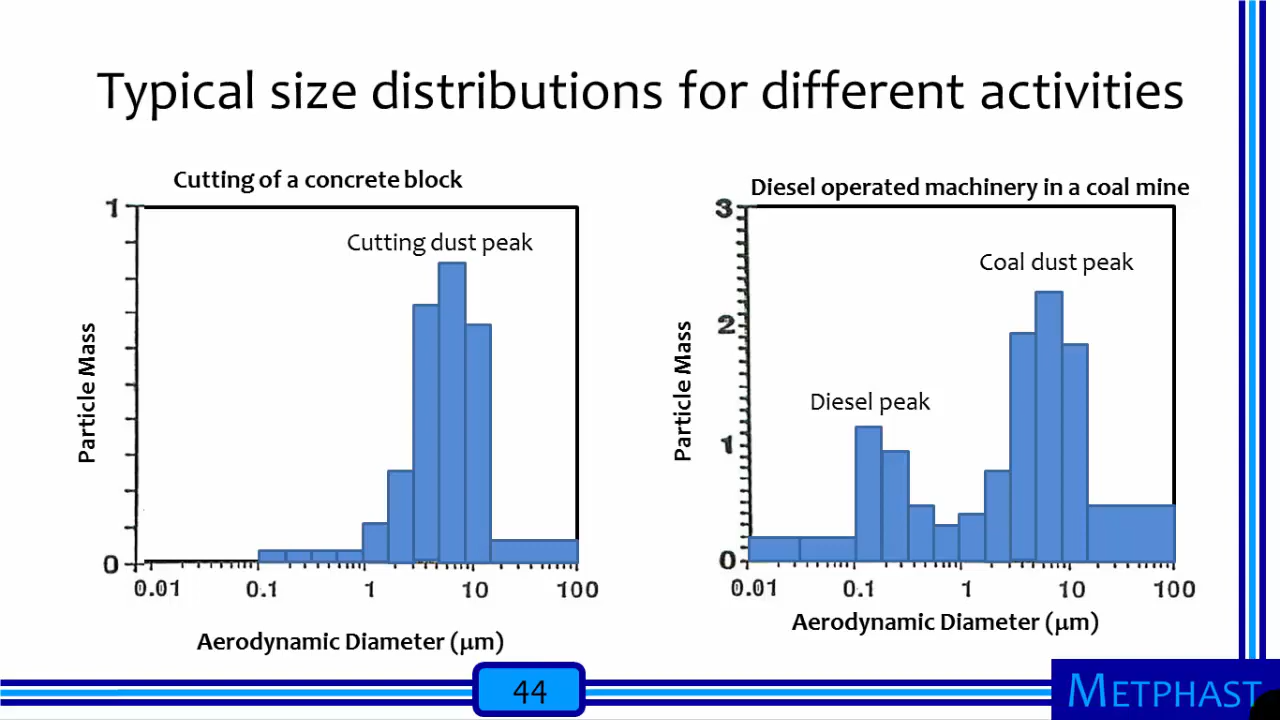 Typical size distributions for different activities
Cutting of a concrete block
1
Cutting dust peak
Particle Mass
0
0.01 0.1 1 10 100
Aerodynamic Diameter (μm)
Diesel operated machinery in a coal mine
3
Coal dust peak
2
Particle Mass
Diesel peak
1
0
0.01 0.1 1 10 100
Aerodynamic Diameter (μm)
44
METPHAST